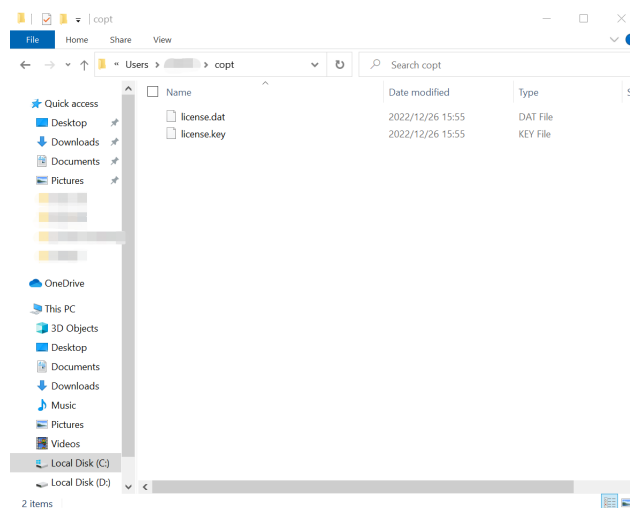 copt
File Home Share View
« Users > > copt
Search copt
Name Date modified Type S
license.dat 2022/12/26 15:55 DAT File
license.key 2022/12/26 15:55 KEY File
Quick access
Desktop
Downloads
Documents
Pictures
OneDrive
This PC
3D Objects
Desktop
Documents
Downloads
Music
Pictures
Videos
Local Disk (C:)
Local Disk (D:)
2 items